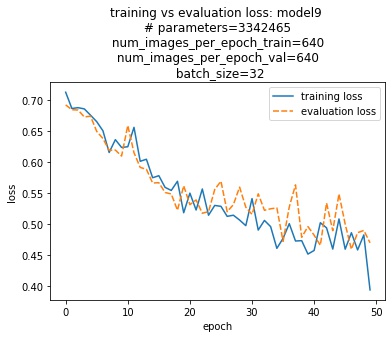 training vs evaluation loss: model9
# parameters=3342465
num_images_per_epoch_train=640
num_images_per_epoch_val=640
batch_size=32
training loss
evaluation loss
0.70
0.65
0.60
0.55
0.50
0.45
0.40
loss
0 10 20 30 40 50
epoch